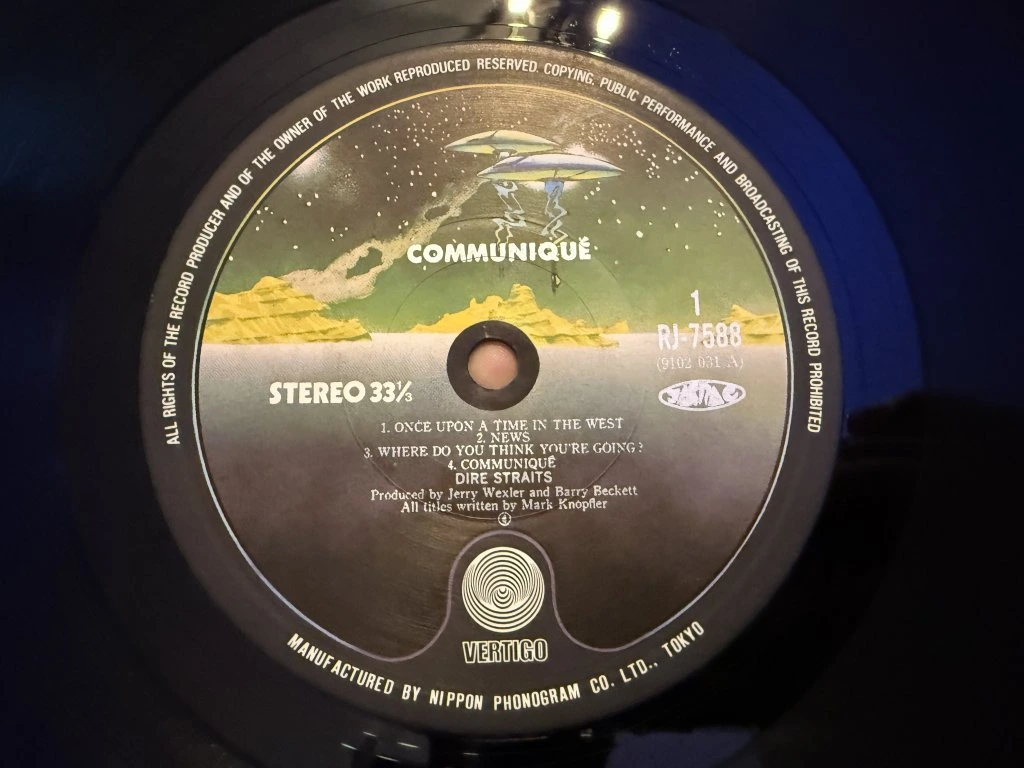 ALL RIGHTS OF THE RECORD PRODUCER AND OF THE OWNER OF THE WORK REPRODUCED RESERVED. COPYING, PUBLIC PERFORMANCE AND BROADCASTING OF THIS RECORD PROHIBITED
COMMUNIQUÉ
1
RJ-7588
(9102 031 A)
JASRAC
STEREO 33⅓
1. ONCE UPON A TIME IN THE WEST
2. NEWS
3. WHERE DO YOU THINK YOU'RE GOING?
4. COMMUNIQUÉ
DIRE STRAITS
Produced by Jerry Wexler and Barry Beckett
All titles written by Mark Knopfler
VERTIGO
MANUFACTURED BY NIPPON PHONOGRAM CO. LTD., TOKYO